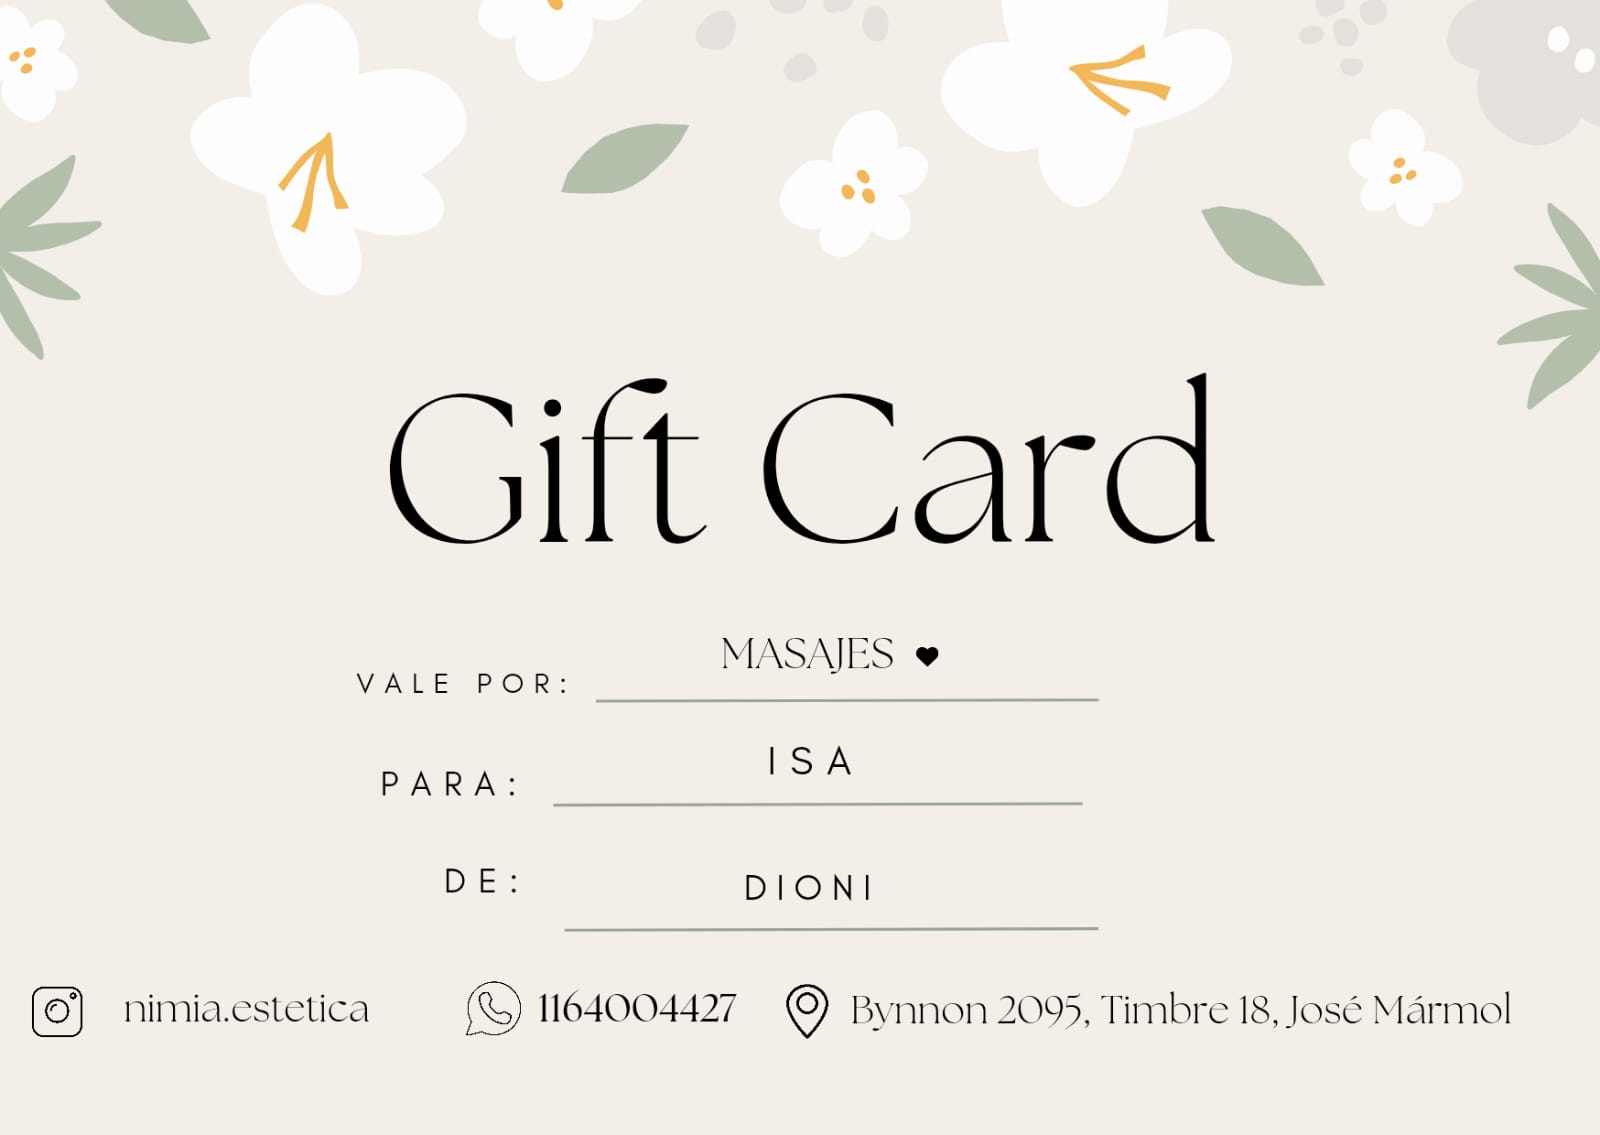 Gift Card
VALE POR: MASAJES ♥
PARA: ISA
DE: DIONI
nimia.estetica 1164004427 Bynnon 2095, Timbre 18, José Mármol